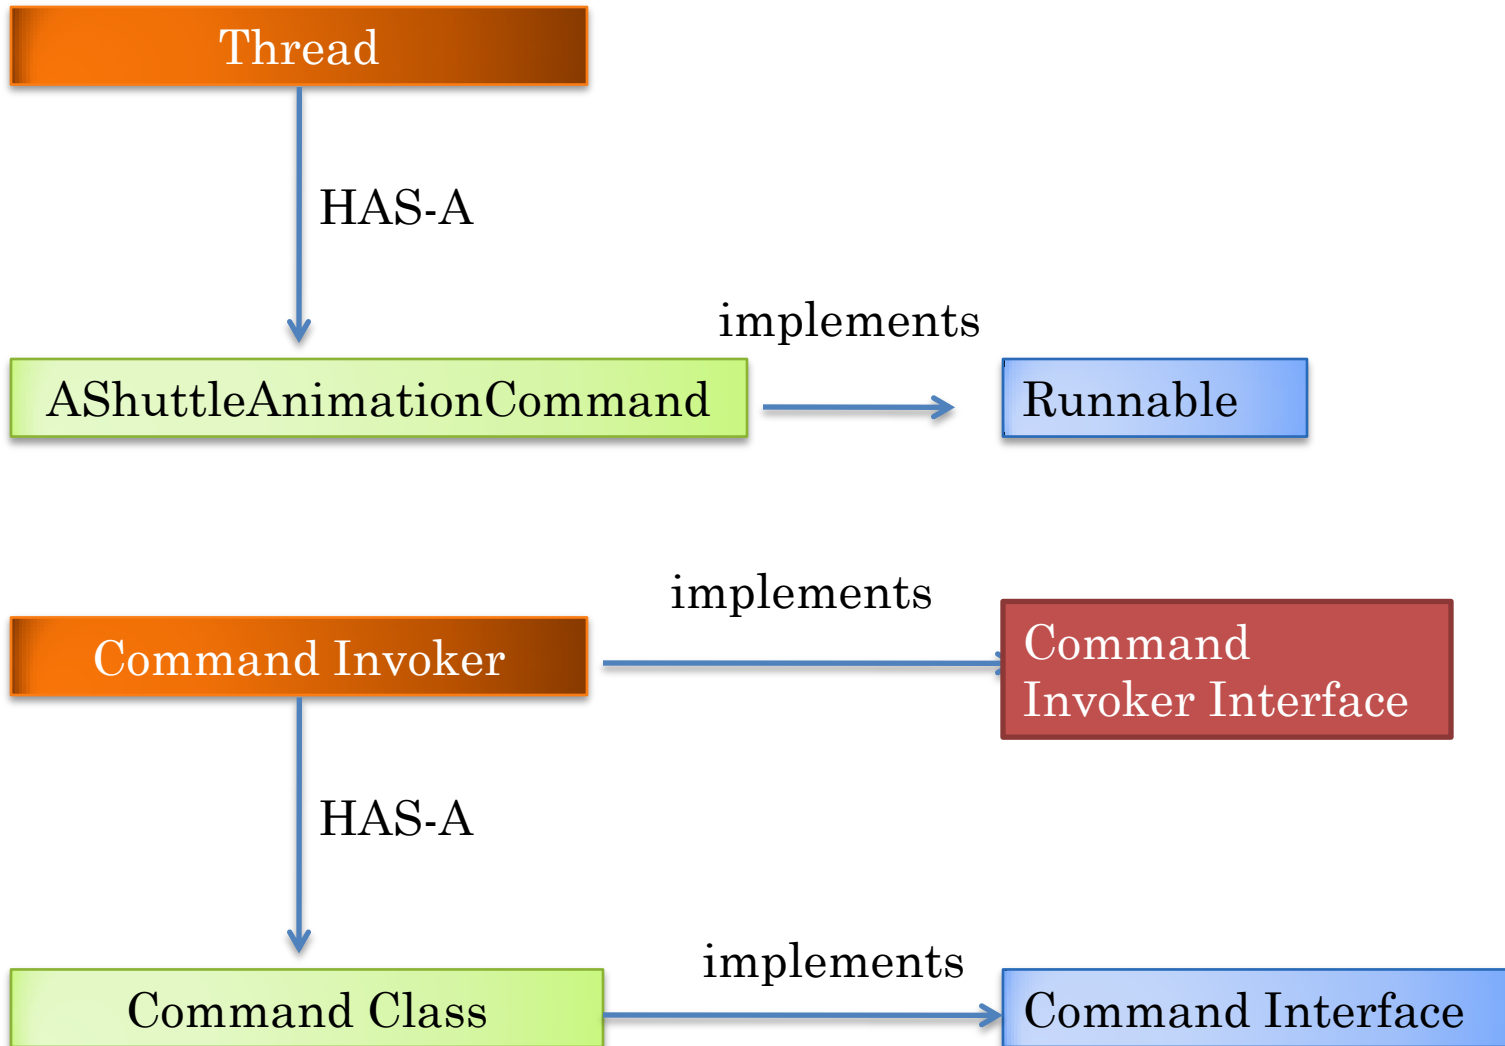 Thread
HAS-A
implements
AShuttleAnimationCommand
Runnable
implements
Command Invoker
Command
Invoker Interface
HAS-A
implements
Command Class
Command Interface